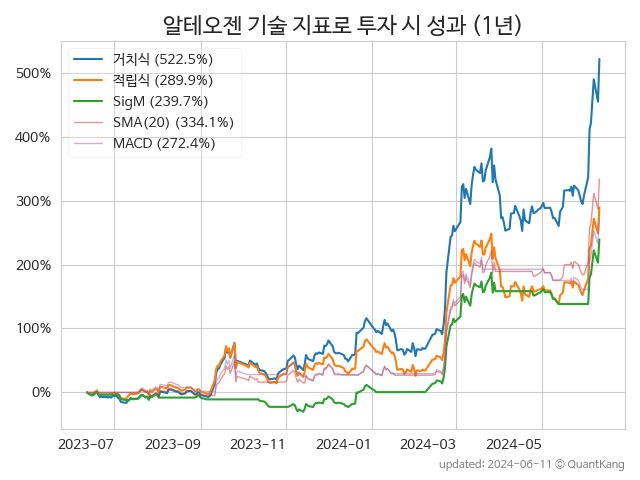 알테오젠 기술 지표로 투자 시 성과 (1년)
거치식 (522.5%)
적립식 (289.9%)
SigM (239.7%)
SMA(20) (334.1%)
MACD (272.4%)
500%
400%
300%
200%
100%
0%
2023-07 2023-09 2023-11 2024-01 2024-03 2024-05
updated: 2024-06-11 © QuantKang